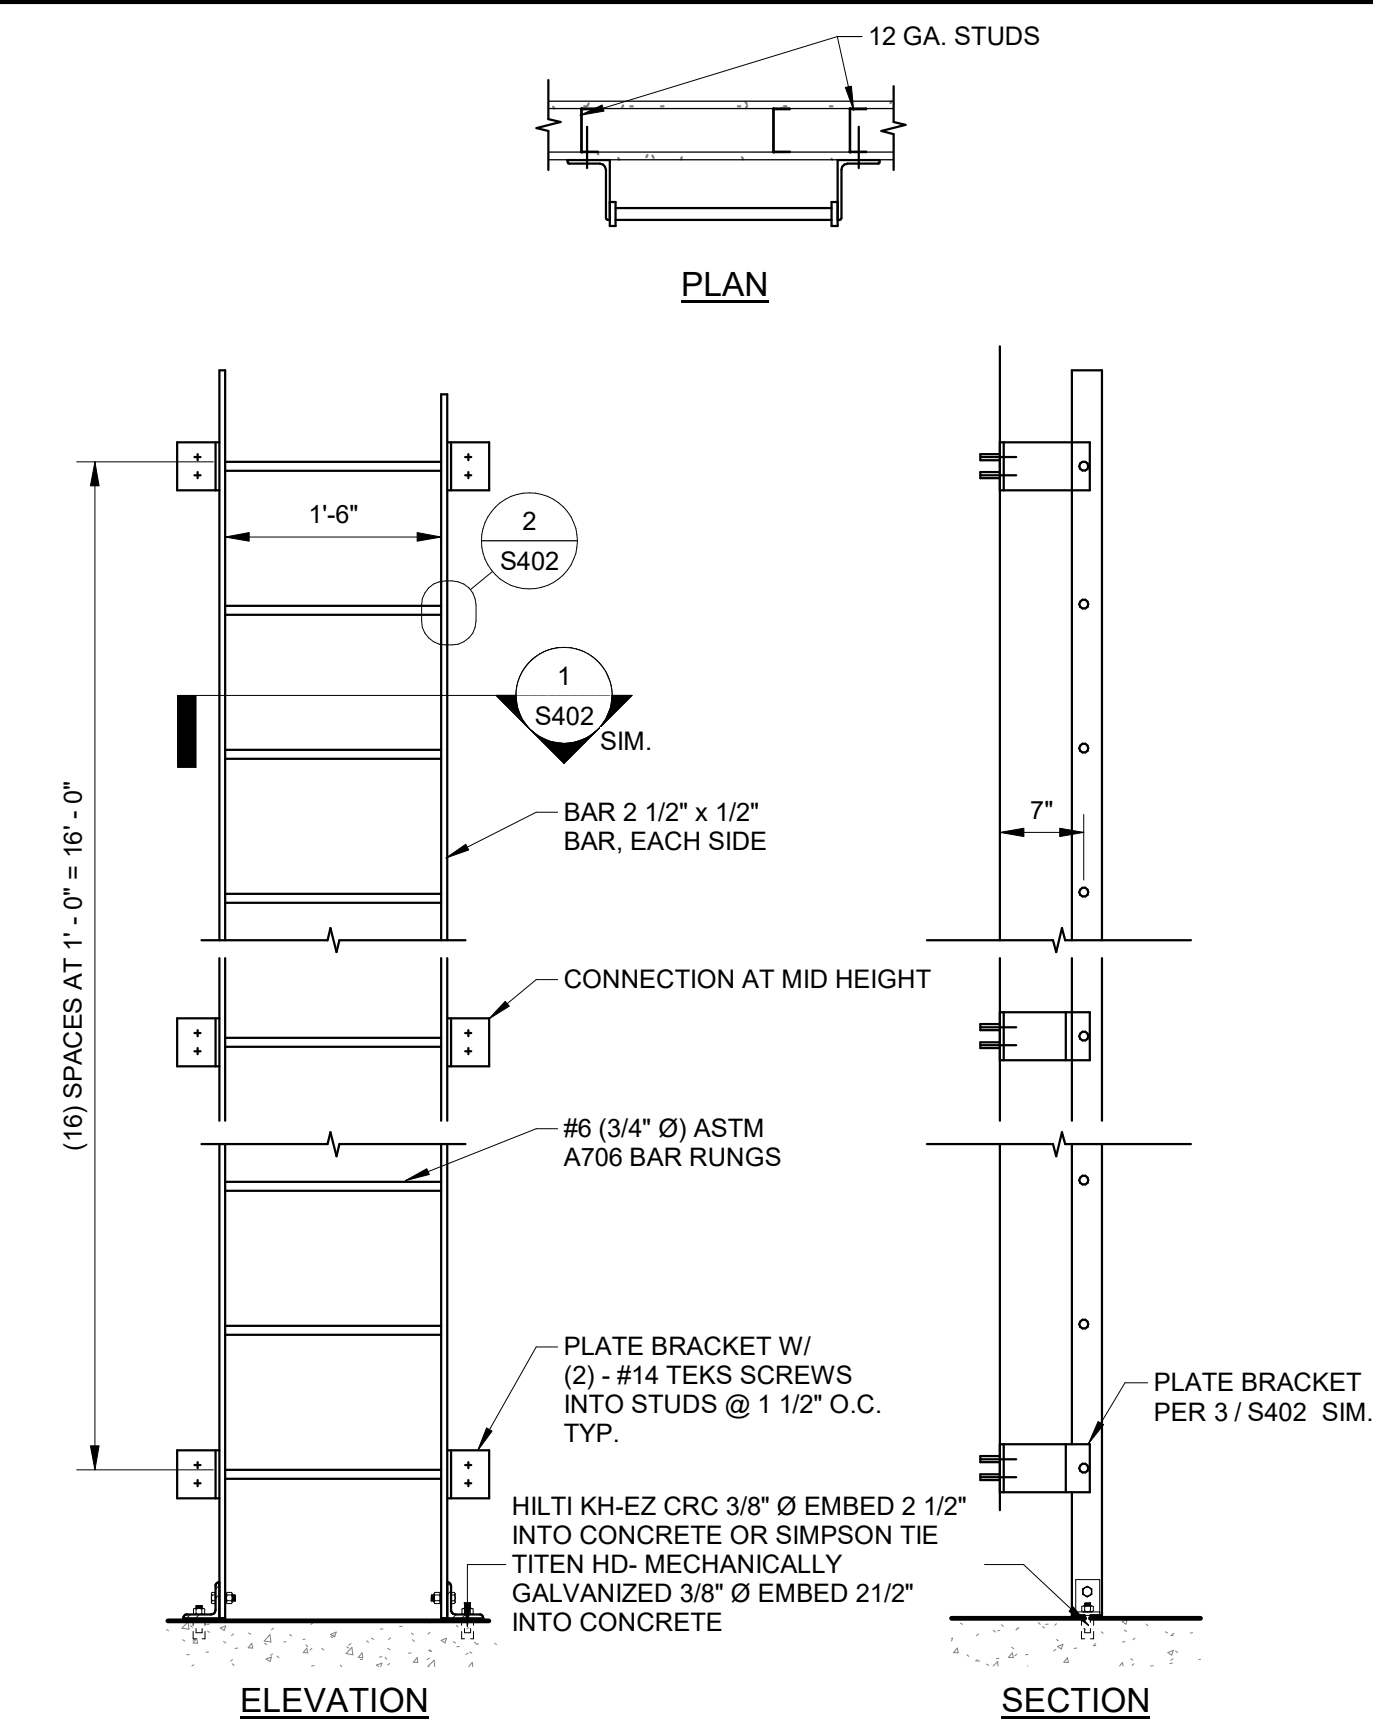 12 GA. STUDS
PLAN
1'-6"
2
S402
1
S402
SIM.
7"
BAR 2 1/2" x 1/2"
BAR, EACH SIDE
(16) SPACES AT 1' - 0" = 16' - 0"
CONNECTION AT MID HEIGHT
#6 (3/4" Ø) ASTM
A706 BAR RUNGS
PLATE BRACKET W/
(2) - #14 TEKS SCREWS
INTO STUDS @ 1 1/2" O.C.
TYP.
PLATE BRACKET
PER 3 / S402 SIM.
HILTI KH-EZ CRC 3/8" Ø EMBED 2 1/2"
INTO CONCRETE OR SIMPSON TIE
TITEN HD- MECHANICALLY
GALVANIZED 3/8" Ø EMBED 21/2"
INTO CONCRETE
ELEVATION
SECTION